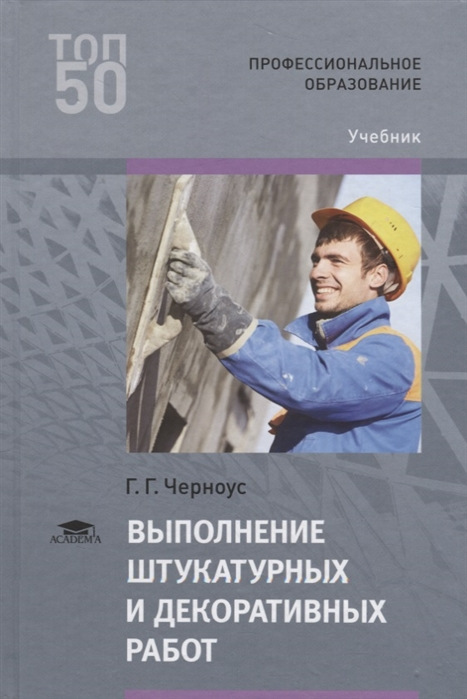 ТОП
50
ПРОФЕССИОНАЛЬНОЕ
ОБРАЗОВАНИЕ
Учебник
Г. Г. Черноус
ACADEMA
ВЫПОЛНЕНИЕ
ШТУКАТУРНЫХ
И ДЕКОРАТИВНЫХ
РАБОТ